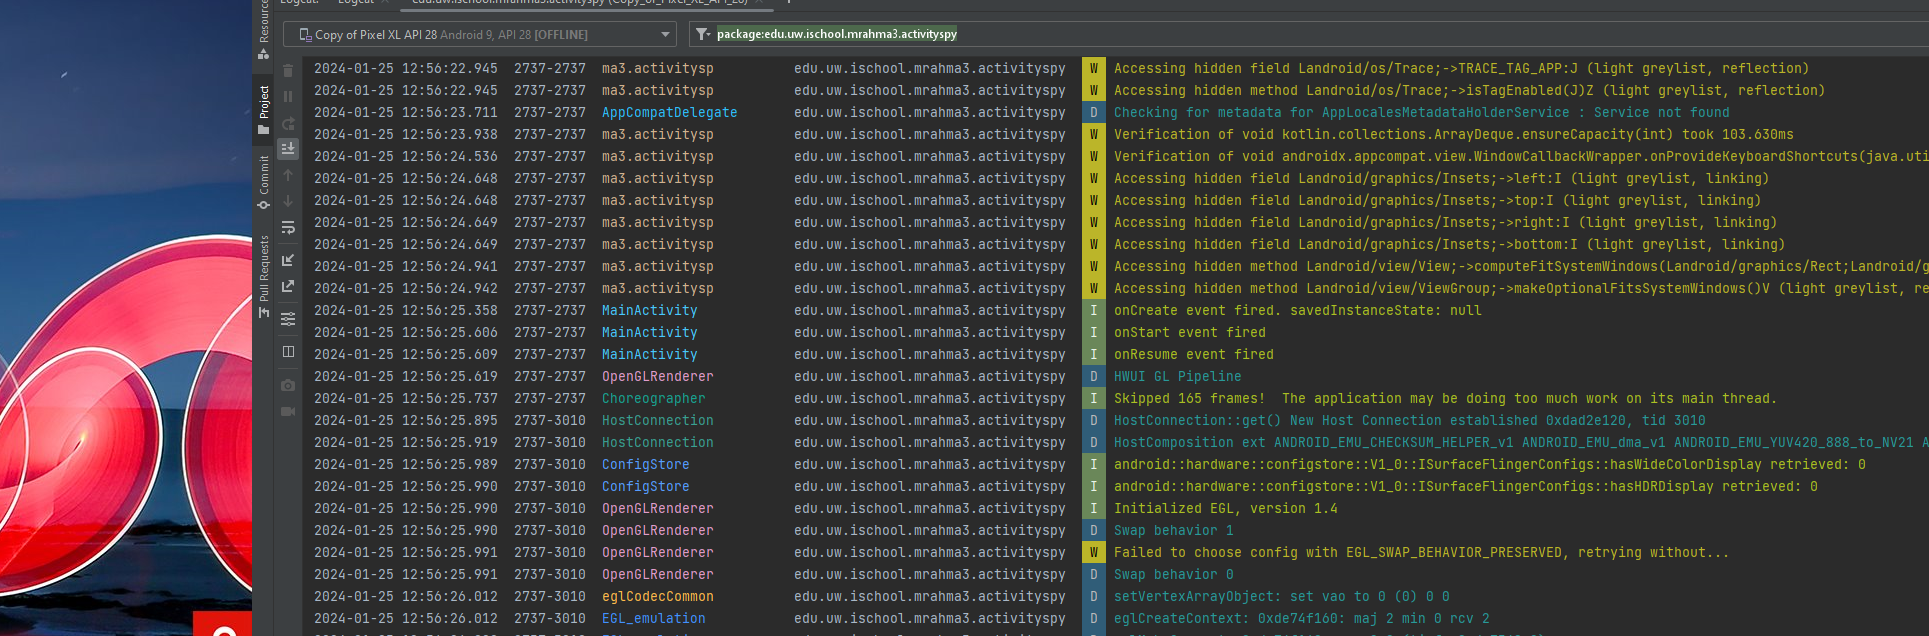 Logcat: Logcat edu.uw.ischool.mrahma3.activityspy (Copy_of_Pixel_XL_API_28)
Resource
Project
Commit
Pull Requests
Copy of Pixel XL API 28 Android 9, API 28 [OFFLINE] package:edu.uw.ischool.mrahma3.activityspy
2024-01-25 12:56:22.945 2737-2737 ma3.activitysp edu.uw.ischool.mrahma3.activityspy W Accessing hidden field Landroid/os/Trace;->TRACE_TAG_APP:J (light greylist, reflection)
2024-01-25 12:56:22.945 2737-2737 ma3.activitysp edu.uw.ischool.mrahma3.activityspy W Accessing hidden method Landroid/os/Trace;->isTagEnabled(J)Z (light greylist, reflection)
2024-01-25 12:56:23.711 2737-2737 AppCompatDelegate edu.uw.ischool.mrahma3.activityspy D Checking for metadata for AppLocalesMetadataHolderService : Service not found
2024-01-25 12:56:23.938 2737-2737 ma3.activitysp edu.uw.ischool.mrahma3.activityspy W Verification of void kotlin.collections.ArrayDeque.ensureCapacity(int) took 103.630ms
2024-01-25 12:56:24.536 2737-2737 ma3.activitysp edu.uw.ischool.mrahma3.activityspy W Verification of void androidx.appcompat.view.WindowCallbackWrapper.onProvideKeyboardShortcuts(java.uti
2024-01-25 12:56:24.648 2737-2737 ma3.activitysp edu.uw.ischool.mrahma3.activityspy W Accessing hidden field Landroid/graphics/Insets;->left:I (light greylist, linking)
2024-01-25 12:56:24.648 2737-2737 ma3.activitysp edu.uw.ischool.mrahma3.activityspy W Accessing hidden field Landroid/graphics/Insets;->top:I (light greylist, linking)
2024-01-25 12:56:24.649 2737-2737 ma3.activitysp edu.uw.ischool.mrahma3.activityspy W Accessing hidden field Landroid/graphics/Insets;->right:I (light greylist, linking)
2024-01-25 12:56:24.649 2737-2737 ma3.activitysp edu.uw.ischool.mrahma3.activityspy W Accessing hidden field Landroid/graphics/Insets;->bottom:I (light greylist, linking)
2024-01-25 12:56:24.941 2737-2737 ma3.activitysp edu.uw.ischool.mrahma3.activityspy W Accessing hidden method Landroid/view/View;->computeFitSystemWindows(Landroid/graphics/Rect;Landroid/g
2024-01-25 12:56:24.942 2737-2737 ma3.activitysp edu.uw.ischool.mrahma3.activityspy W Accessing hidden method Landroid/view/ViewGroup;->makeOptionalFitsSystemWindows()V (light greylist, re
2024-01-25 12:56:25.358 2737-2737 MainActivity edu.uw.ischool.mrahma3.activityspy I onCreate event fired. savedInstanceState: null
2024-01-25 12:56:25.606 2737-2737 MainActivity edu.uw.ischool.mrahma3.activityspy I onStart event fired
2024-01-25 12:56:25.609 2737-2737 MainActivity edu.uw.ischool.mrahma3.activityspy I onResume event fired
2024-01-25 12:56:25.619 2737-2737 OpenGLRenderer edu.uw.ischool.mrahma3.activityspy D HWUI GL Pipeline
2024-01-25 12:56:25.737 2737-2737 Choreographer edu.uw.ischool.mrahma3.activityspy I Skipped 165 frames!  The application may be doing too much work on its main thread.
2024-01-25 12:56:25.895 2737-3010 HostConnection edu.uw.ischool.mrahma3.activityspy D HostConnection::get() New Host Connection established 0xdad2e120, tid 3010
2024-01-25 12:56:25.919 2737-3010 HostConnection edu.uw.ischool.mrahma3.activityspy D HostComposition ext ANDROID_EMU_CHECKSUM_HELPER_v1 ANDROID_EMU_dma_v1 ANDROID_EMU_YUV420_888_to_NV21 A
2024-01-25 12:56:25.989 2737-3010 ConfigStore edu.uw.ischool.mrahma3.activityspy I android::hardware::configstore::V1_0::ISurfaceFlingerConfigs::hasWideColorDisplay retrieved: 0
2024-01-25 12:56:25.990 2737-3010 ConfigStore edu.uw.ischool.mrahma3.activityspy I android::hardware::configstore::V1_0::ISurfaceFlingerConfigs::hasHDRDisplay retrieved: 0
2024-01-25 12:56:25.990 2737-3010 OpenGLRenderer edu.uw.ischool.mrahma3.activityspy I Initialized EGL, version 1.4
2024-01-25 12:56:25.990 2737-3010 OpenGLRenderer edu.uw.ischool.mrahma3.activityspy D Swap behavior 1
2024-01-25 12:56:25.991 2737-3010 OpenGLRenderer edu.uw.ischool.mrahma3.activityspy W Failed to choose config with EGL_SWAP_BEHAVIOR_PRESERVED, retrying without...
2024-01-25 12:56:25.991 2737-3010 OpenGLRenderer edu.uw.ischool.mrahma3.activityspy D Swap behavior 0
2024-01-25 12:56:26.012 2737-3010 eglCodecCommon edu.uw.ischool.mrahma3.activityspy D setVertexArrayObject: set vao to 0 (0) 0 0
2024-01-25 12:56:26.012 2737-3010 EGL_emulation edu.uw.ischool.mrahma3.activityspy D eglCreateContext: 0xde74f160: maj 2 min 0 rcv 2